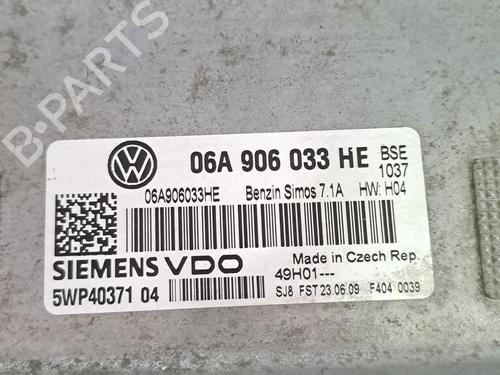 B-PARTS
06A 906 033 HE BSE
1037
06A906033HE Benzin Simos 7.1A HW: H04
SIEMENS VDO
Made in Czech Rep.
49H01---
5WP40371 04
SJ8 FST 23.06.09 F404 0039